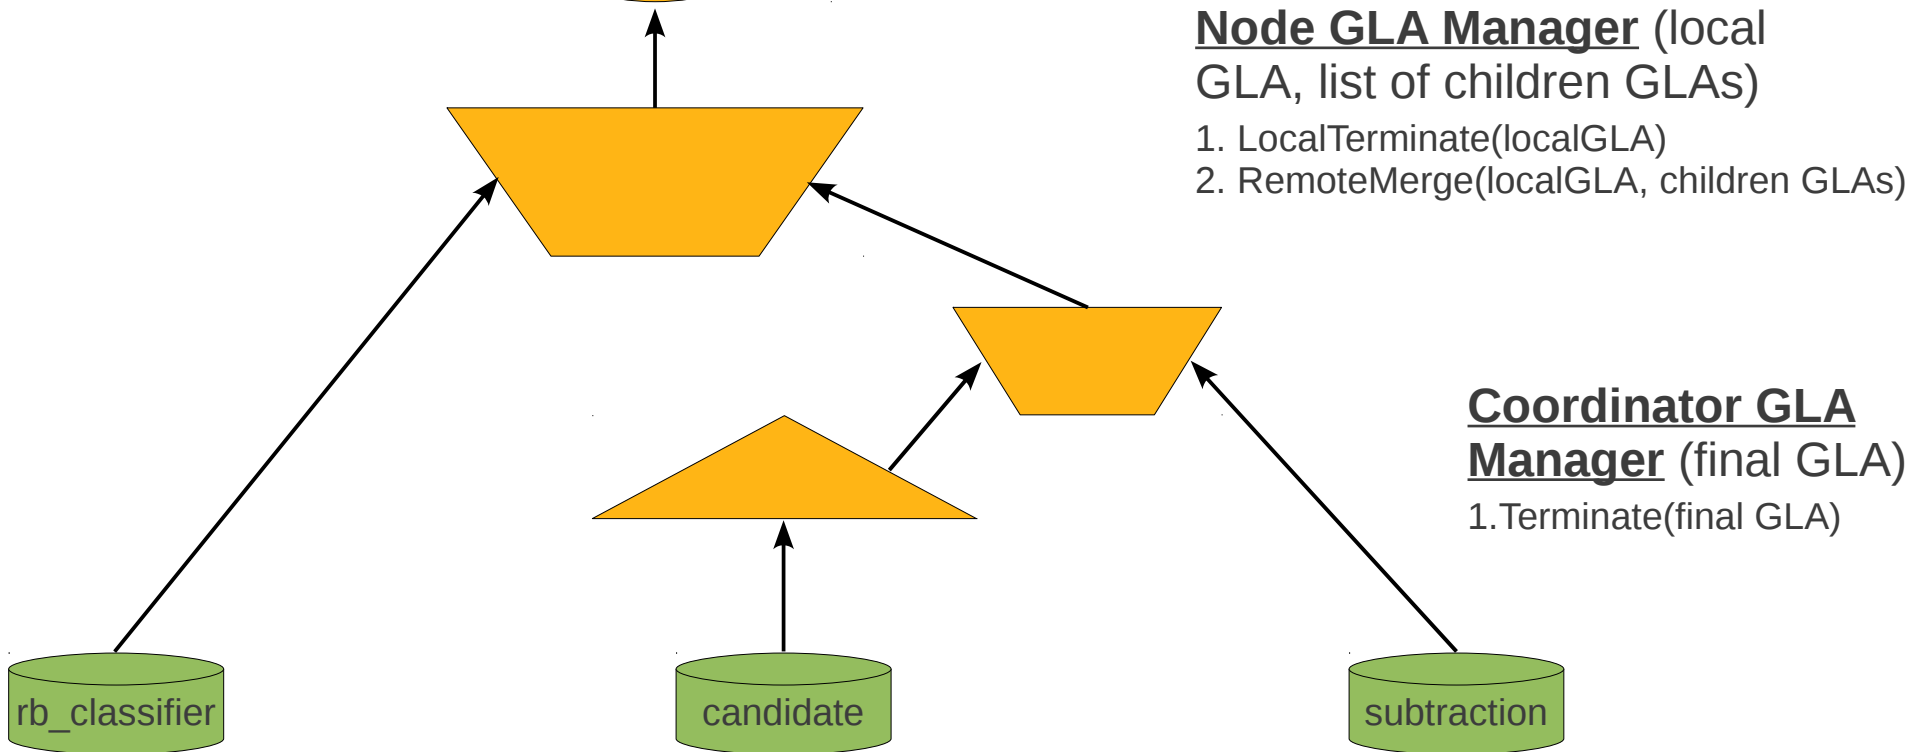 Node GLA Manager (local
GLA, list of children GLAs)
1. LocalTerminate(localGLA)
2. RemoteMerge(localGLA, children GLAs)
Coordinator GLA
Manager (final GLA)
1.Terminate(final GLA)
rb_classifier
candidate
subtraction